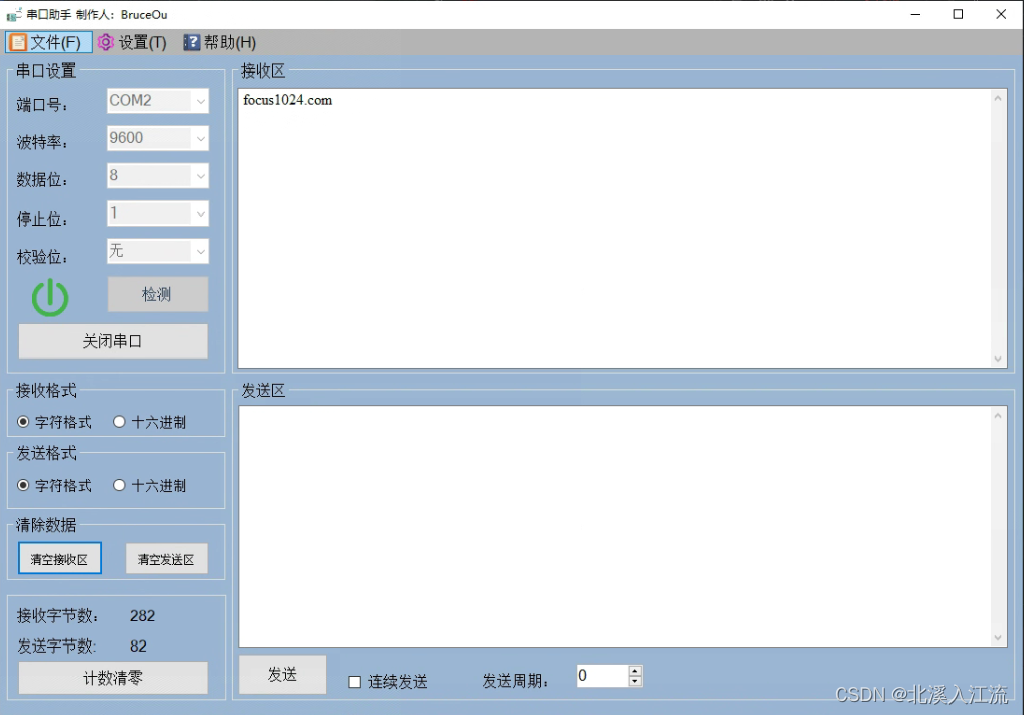 串口助手 制作人：BruceOu
文件(F) 设置(T) 帮助(H)
串口设置
端口号： COM2
波特率： 9600
数据位： 8
停止位： 1
校验位： 无
检测
关闭串口
接收格式
字符格式 十六进制
发送格式
字符格式 十六进制
清除数据
清空接收区 清空发送区
接收字节数： 282
发送字节数: 82
计数清零
接收区
focus1024.com
发送区
发送 连续发送 发送周期： 0
CSDN @北溪入江流